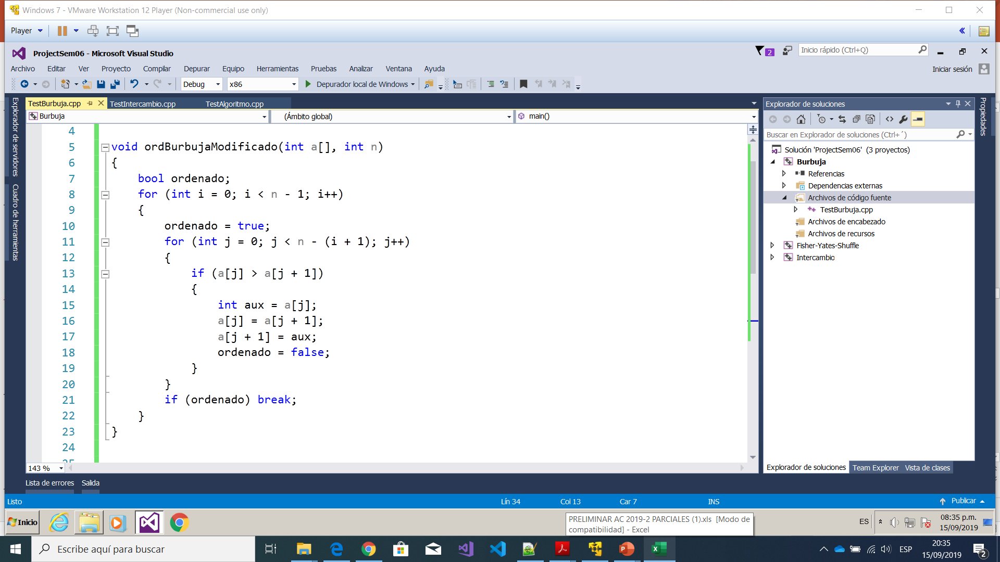 Windows 7 - VMware Workstation 12 Player (Non-commercial use only)
Player
ProjectSem06 - Microsoft Visual Studio
2
Inicio rápido (Ctrl+Q)
Archivo Editar Ver Proyecto Compilar Depurar Equipo Herramientas Pruebas Analizar Ventana Ayuda
Iniciar sesión
Debug x86 Depurador local de Windows
Explorador de servidores
Cuadro de herramientas
TestBurbuja.cpp TestIntercambio.cpp TestAlgoritmo.cpp
Burbuja (Ámbito global) main()
4
5 void ordBurbujaModificado(int a[], int n)
6 {
7 bool ordenado;
8 for (int i = 0; i < n - 1; i++)
9 {
10 ordenado = true;
11 for (int j = 0; j < n - (i + 1); j++)
12 {
13 if (a[j] > a[j + 1])
14 {
15 int aux = a[j];
16 a[j] = a[j + 1];
17 a[j + 1] = aux;
18 ordenado = false;
19 }
20 }
21 if (ordenado) break;
22 }
23 }
24
143 %
Explorador de soluciones
Buscar en Explorador de soluciones (Ctrl+´)
Solución 'ProjectSem06' (3 proyectos)
Burbuja
Referencias
Dependencias externas
Archivos de código fuente
TestBurbuja.cpp
Archivos de encabezado
Archivos de recursos
Fisher-Yates-Shuffle
Intercambio
Explorador de soluciones Team Explorer Vista de clases
Propiedades
Lista de errores Salida
Listo Lín 34 Col 13 Car 7 INS Publicar
Inicio
PRELIMINAR AC 2019-2 PARCIALES (1).xls [Modo de
compatibilidad] - Excel
ES
08:35 p.m.
15/09/2019
Escribe aquí para buscar
ESP
20:35
15/09/2019
2